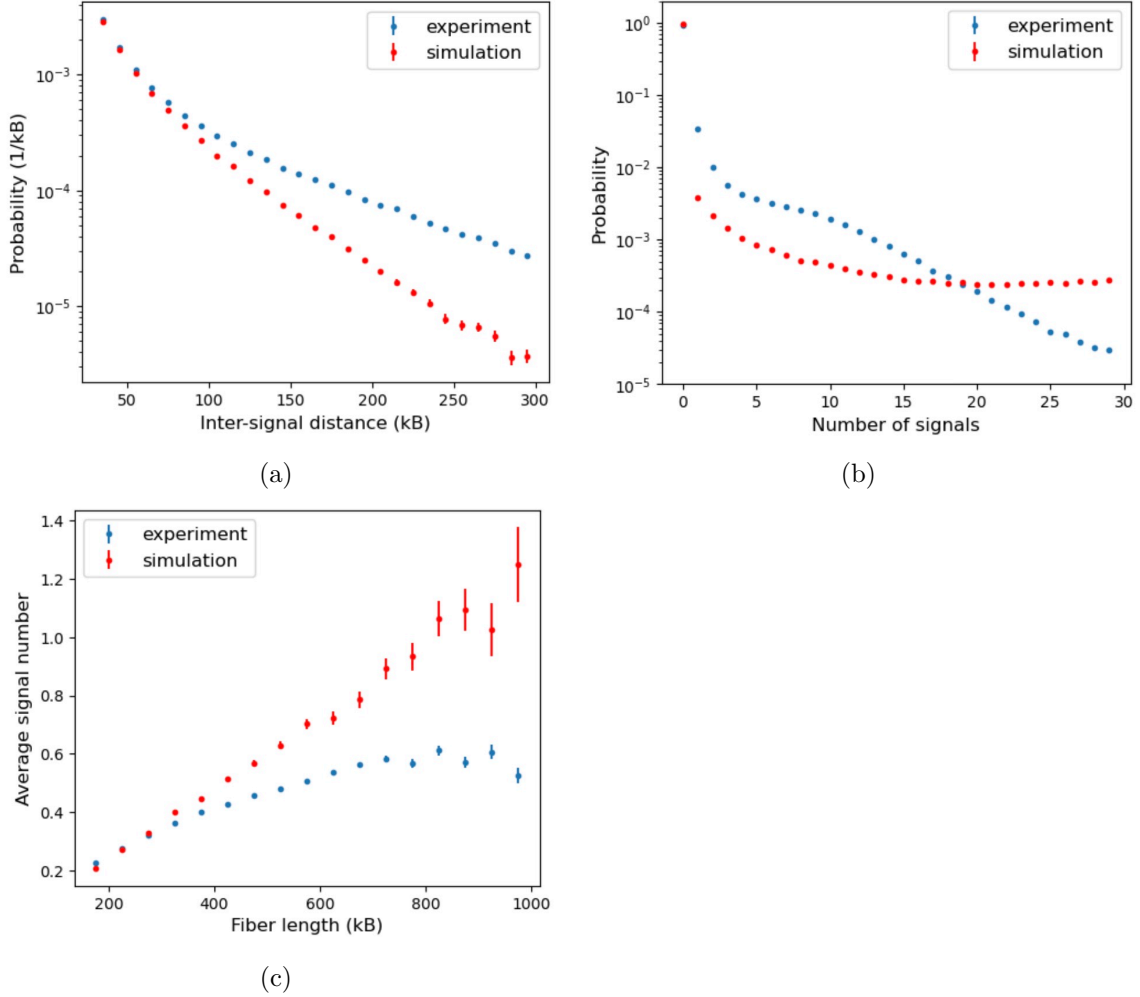 experiment
simulation
10^{-3}
10^{-4}
10^{-5}
Probability (1/kB)
50 100 150 200 250 300
Inter-signal distance (kB)
(a)
experiment
simulation
10^{0}
10^{-1}
10^{-2}
10^{-3}
10^{-4}
10^{-5}
Probability
0 5 10 15 20 25 30
Number of signals
(b)
experiment
simulation
1.4
1.2
1.0
0.8
0.6
0.4
0.2
Average signal number
200 400 600 800 1000
Fiber length (kB)
(c)